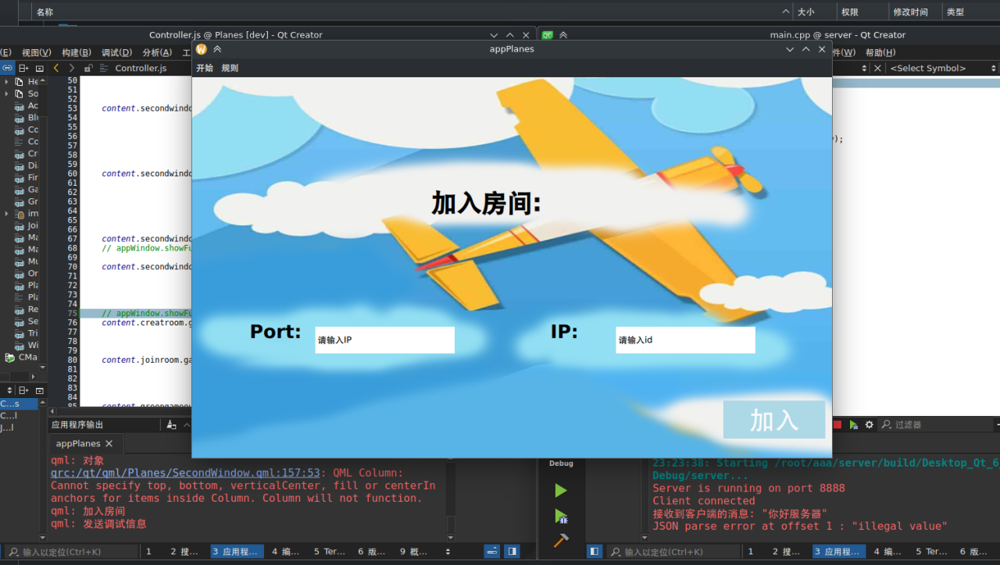 名称
大小
权限
修改时间
类型
Controller.js @ Planes [dev] - Qt Creator
main.cpp @ server - Qt Creator
(E) 视图(V) 构建(B) 调试(D) 分析(A) 工
appPlanes
件(W) 帮助(H)
Controller.js
开始 规则
<Select Symbol>
50
51
52
53 content.secondwindo
54
55
56
57
58
59
60 content.secondwindo
61
62
63
64
65
66
67 content.secondwindo
68 // appWindow.showFu
69
70 content.secondwindo
71
72
73
74
75 // appWindow.showFu
76 content.creatroom.g
77
78
79
80 content.joinroom.ga
81
82
83
84
He
So
Ac
Blu
Co
Co
Cr
Di
Fin
Ga
Gr
im
Joi
Ma
Ma
Mu
On
Pla
Pla
Re
Se
Tri
Wi
CMa
);
加入房间:
Port:
请输入IP
IP:
请输入id
加入
C...s
C...l
J...l
应用程序输出
appPlanes
qml: 对象
qrc:/qt/qml/Planes/SecondWindow.qml:157:53: QML Column:
Cannot specify top, bottom, verticalCenter, fill or centerIn
anchors for items inside Column. Column will not function.
qml: 加入房间
qml: 发送调试信息
过滤器
Debug
23:23:38: Starting /root/aaa/server/build/Desktop_Qt_6
Debug/server...
Server is running on port 8888
Client connected
接收到客户端的消息: "你好服务器"
JSON parse error at offset 1 : "illegal value"
输入以定位(Ctrl+K) 1 2 搜... 3 应用程... 4 编... 5 Ter... 6 版... 9 概...
输入以定位(Ctrl+K) 1 2 搜... 3 应用程... 4 编... 5 Ter... 6 版...